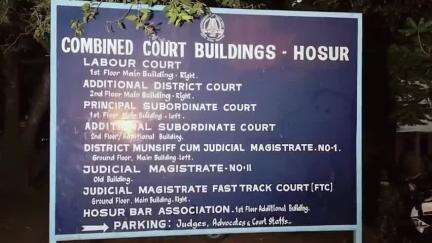 COMBINED COURT BUILDINGS - HOSUR
LABOUR COURT
1st Floor Main Building - Right.
ADDITIONAL DISTRICT COURT
2nd Floor Main Building - Right.
PRINCIPAL SUBORDINATE COURT
1st Floor Main Building - Left.
ADDITIONAL SUBORDINATE COURT
2nd Floor Additional Building.
DISTRICT MUNSIFF CUM JUDICIAL MAGISTRATE. NO-1.
Ground Floor, Main Building Left.
JUDICIAL MAGISTRATE - NO-II
Old Building.
JUDICIAL MAGISTRATE FAST TRACK COURT (FTC)
Ground Floor, Main Building Right.
HOSUR BAR ASSOCIATION. 1st Floor Additional Building.
→ PARKING: Judges, Advocates & Court Staffs..